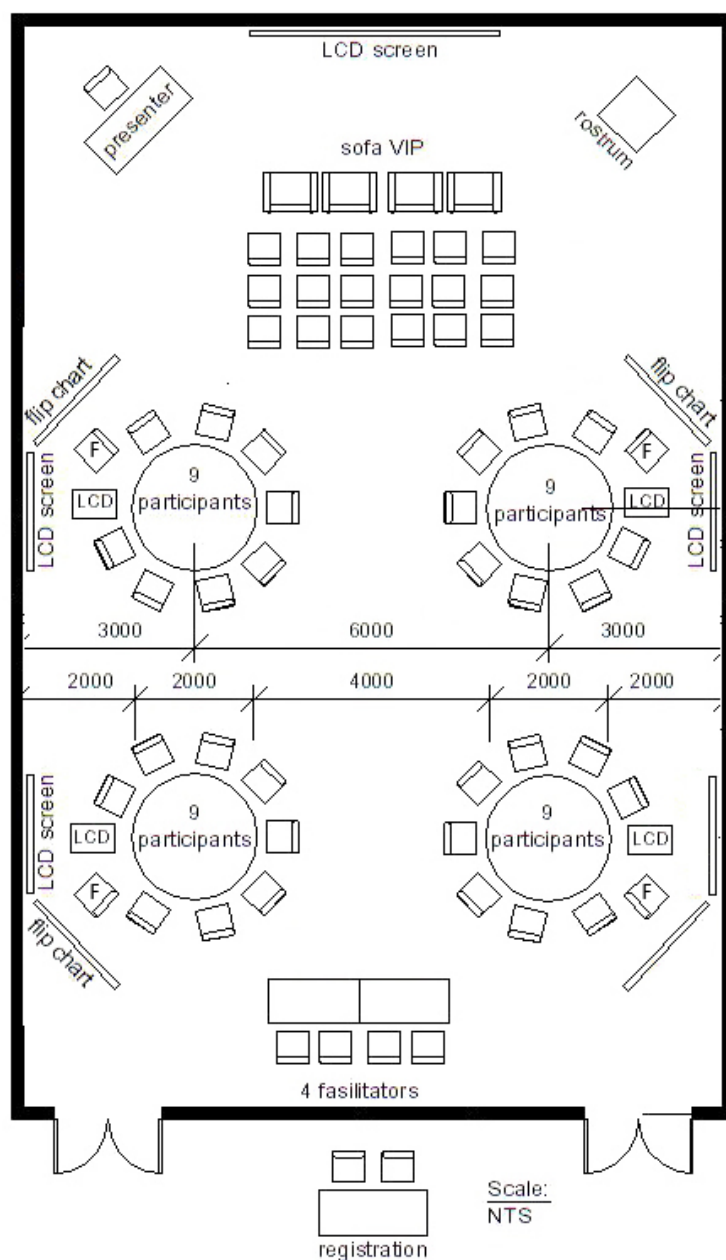 LCD screen
presenter
rostrum
sofa VIP
flip chart
flip chart
F
F
LCD screen
LCD
9
participants
9
participants
LCD
LCD screen
3000
6000
3000
2000
2000
4000
2000
2000
LCD screen
LCD
9
participants
9
participants
LCD
F
F
flip chart
4 fasilitators
Scale:
NTS
registration